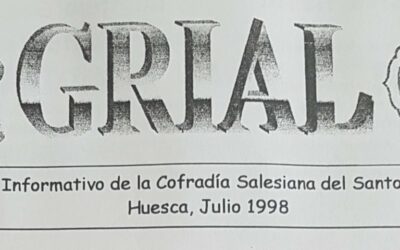 GRIAL
Informativo de la Cofradía Salesiana del Santo
Huesca, Julio 1998